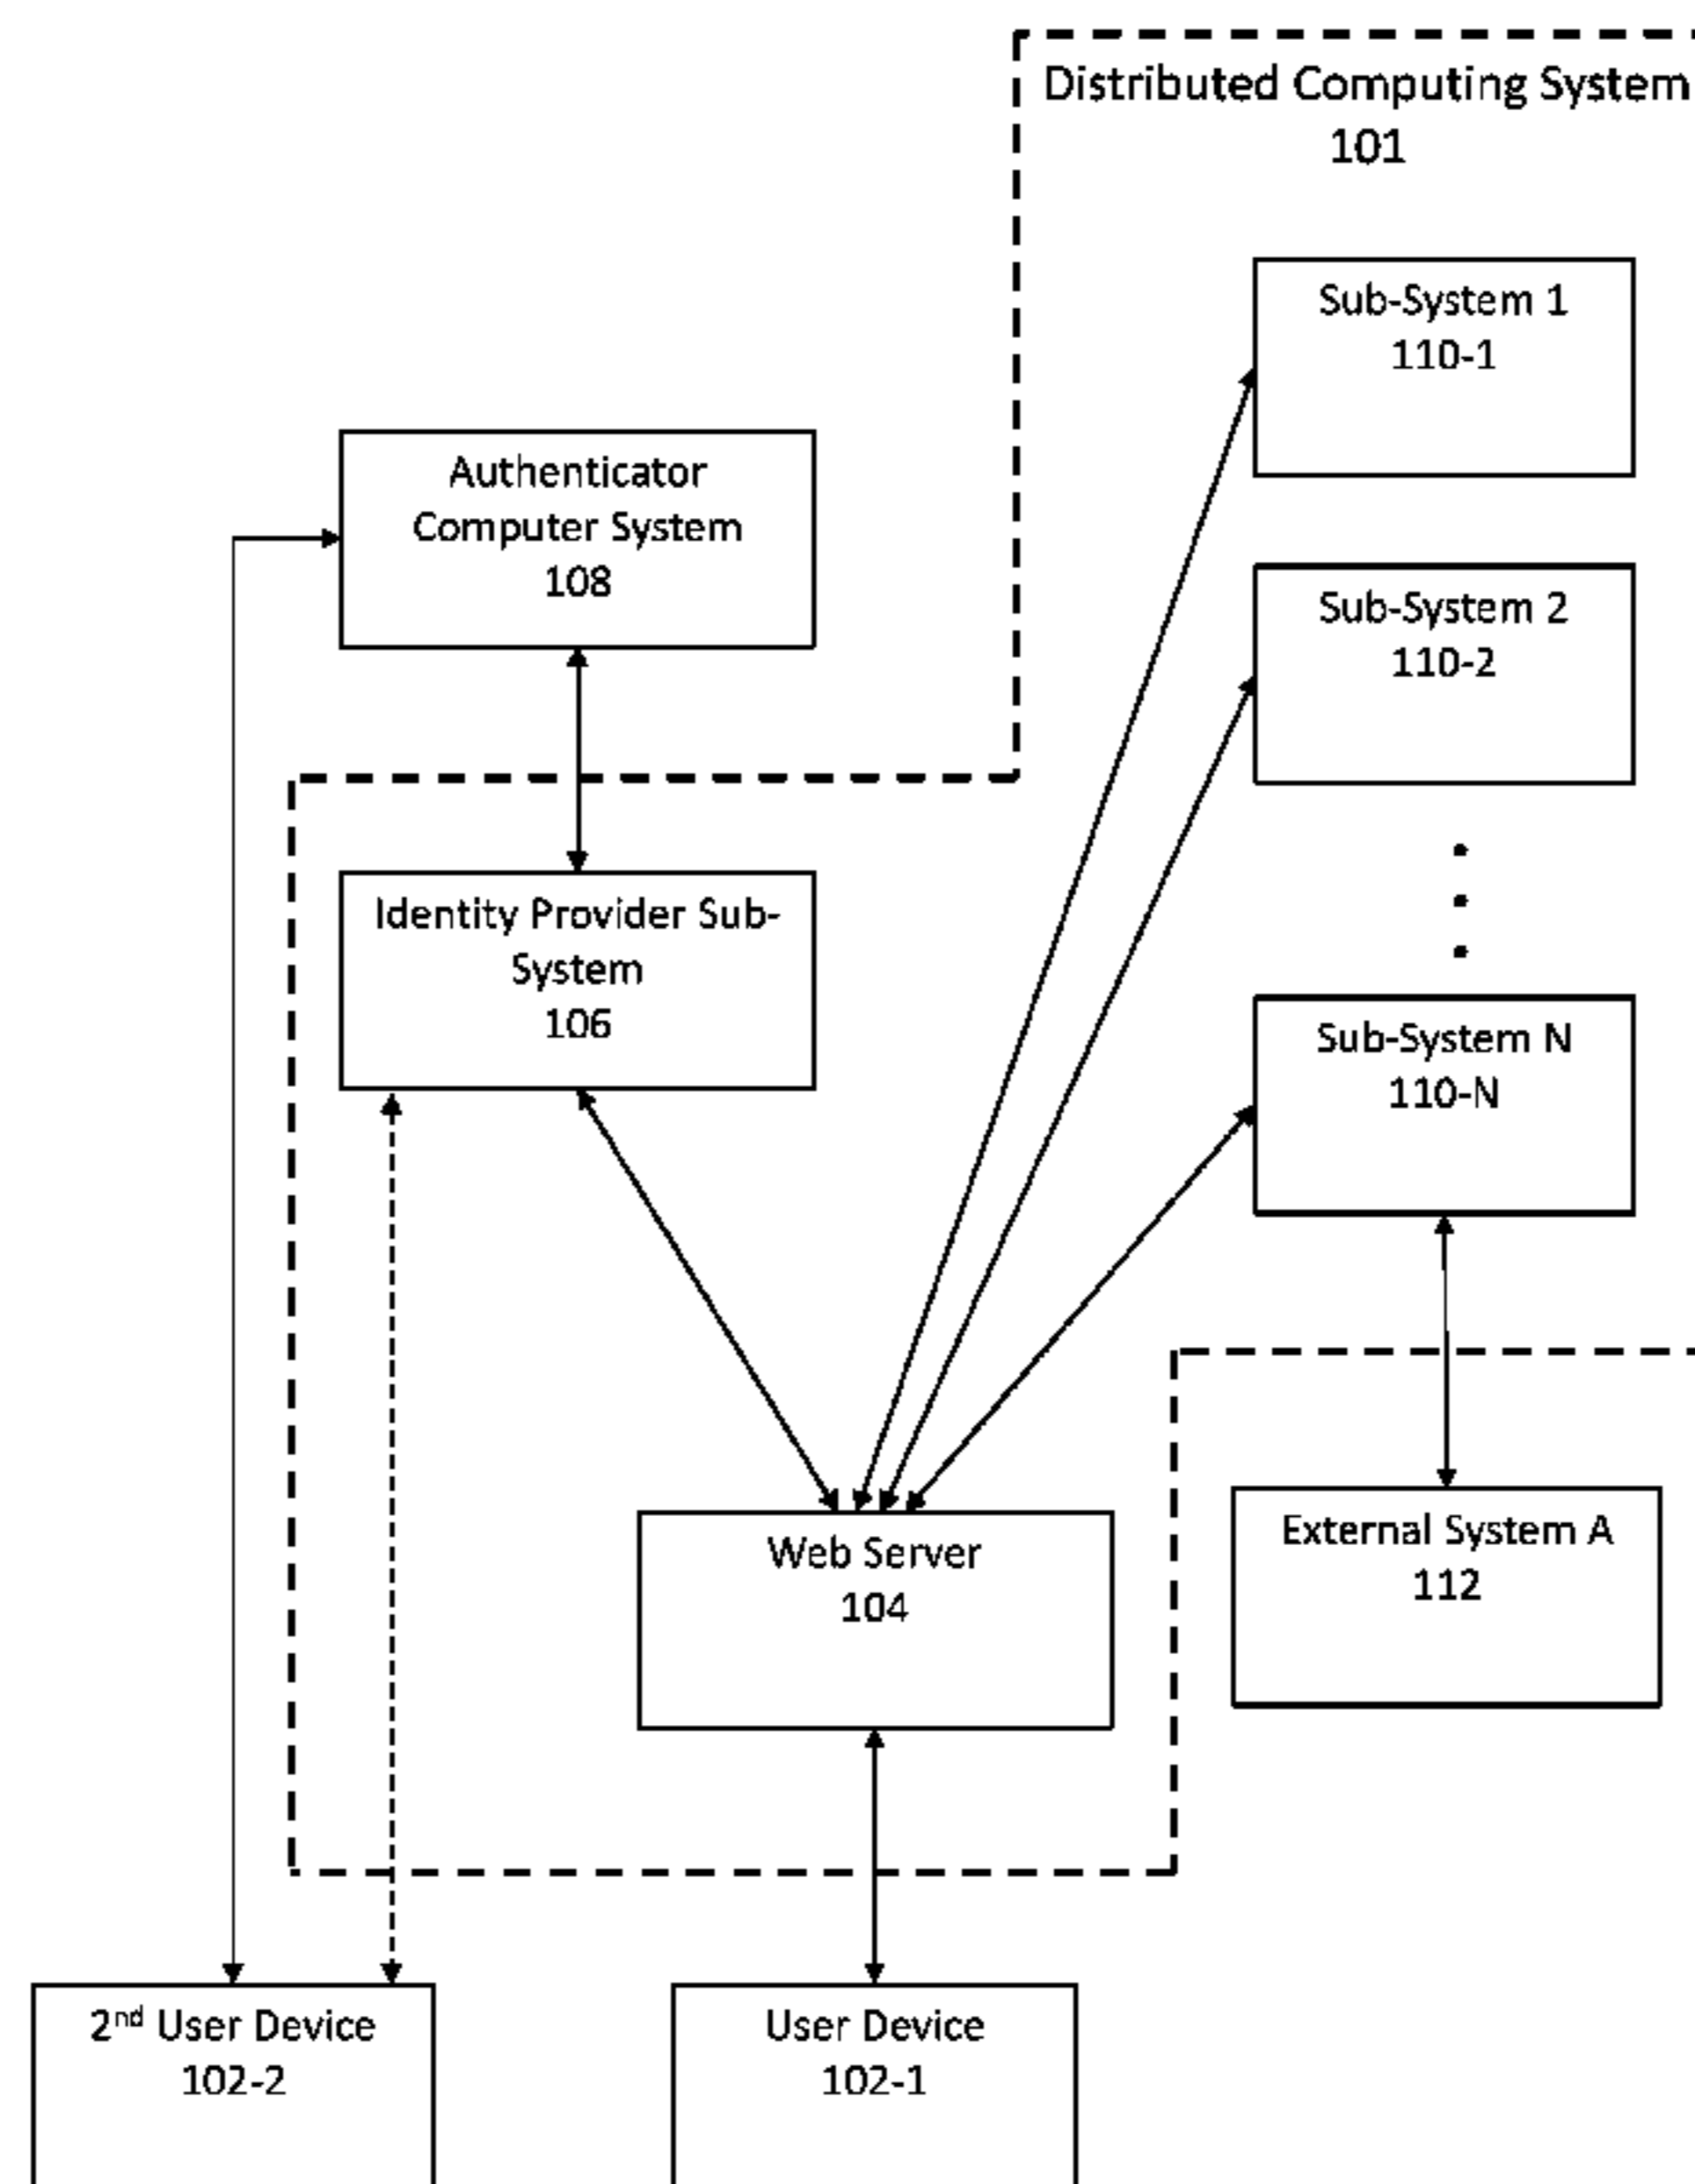 Distributed Computing System
101
Sub-System 1
110-1
Authenticator
Computer System
108
Sub-System 2
110-2
Identity Provider Sub-
System
106
Sub-System N
110-N
Web Server
104
External System A
112
2nd User Device
102-2
User Device
102-1